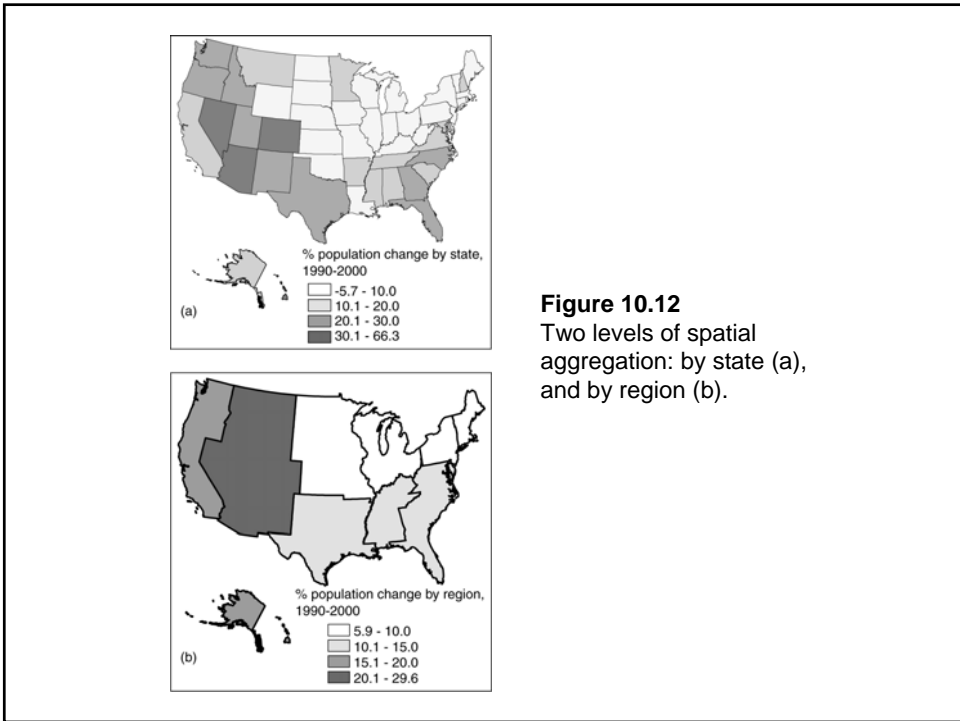 % population change by state,
1990-2000
-5.7 - 10.0
10.1 - 20.0
20.1 - 30.0
30.1 - 66.3
(a)
% population change by region,
1990-2000
5.9 - 10.0
10.1 - 15.0
15.1 - 20.0
20.1 - 29.6
(b)
Figure 10.12
Two levels of spatial
aggregation: by state (a),
and by region (b).